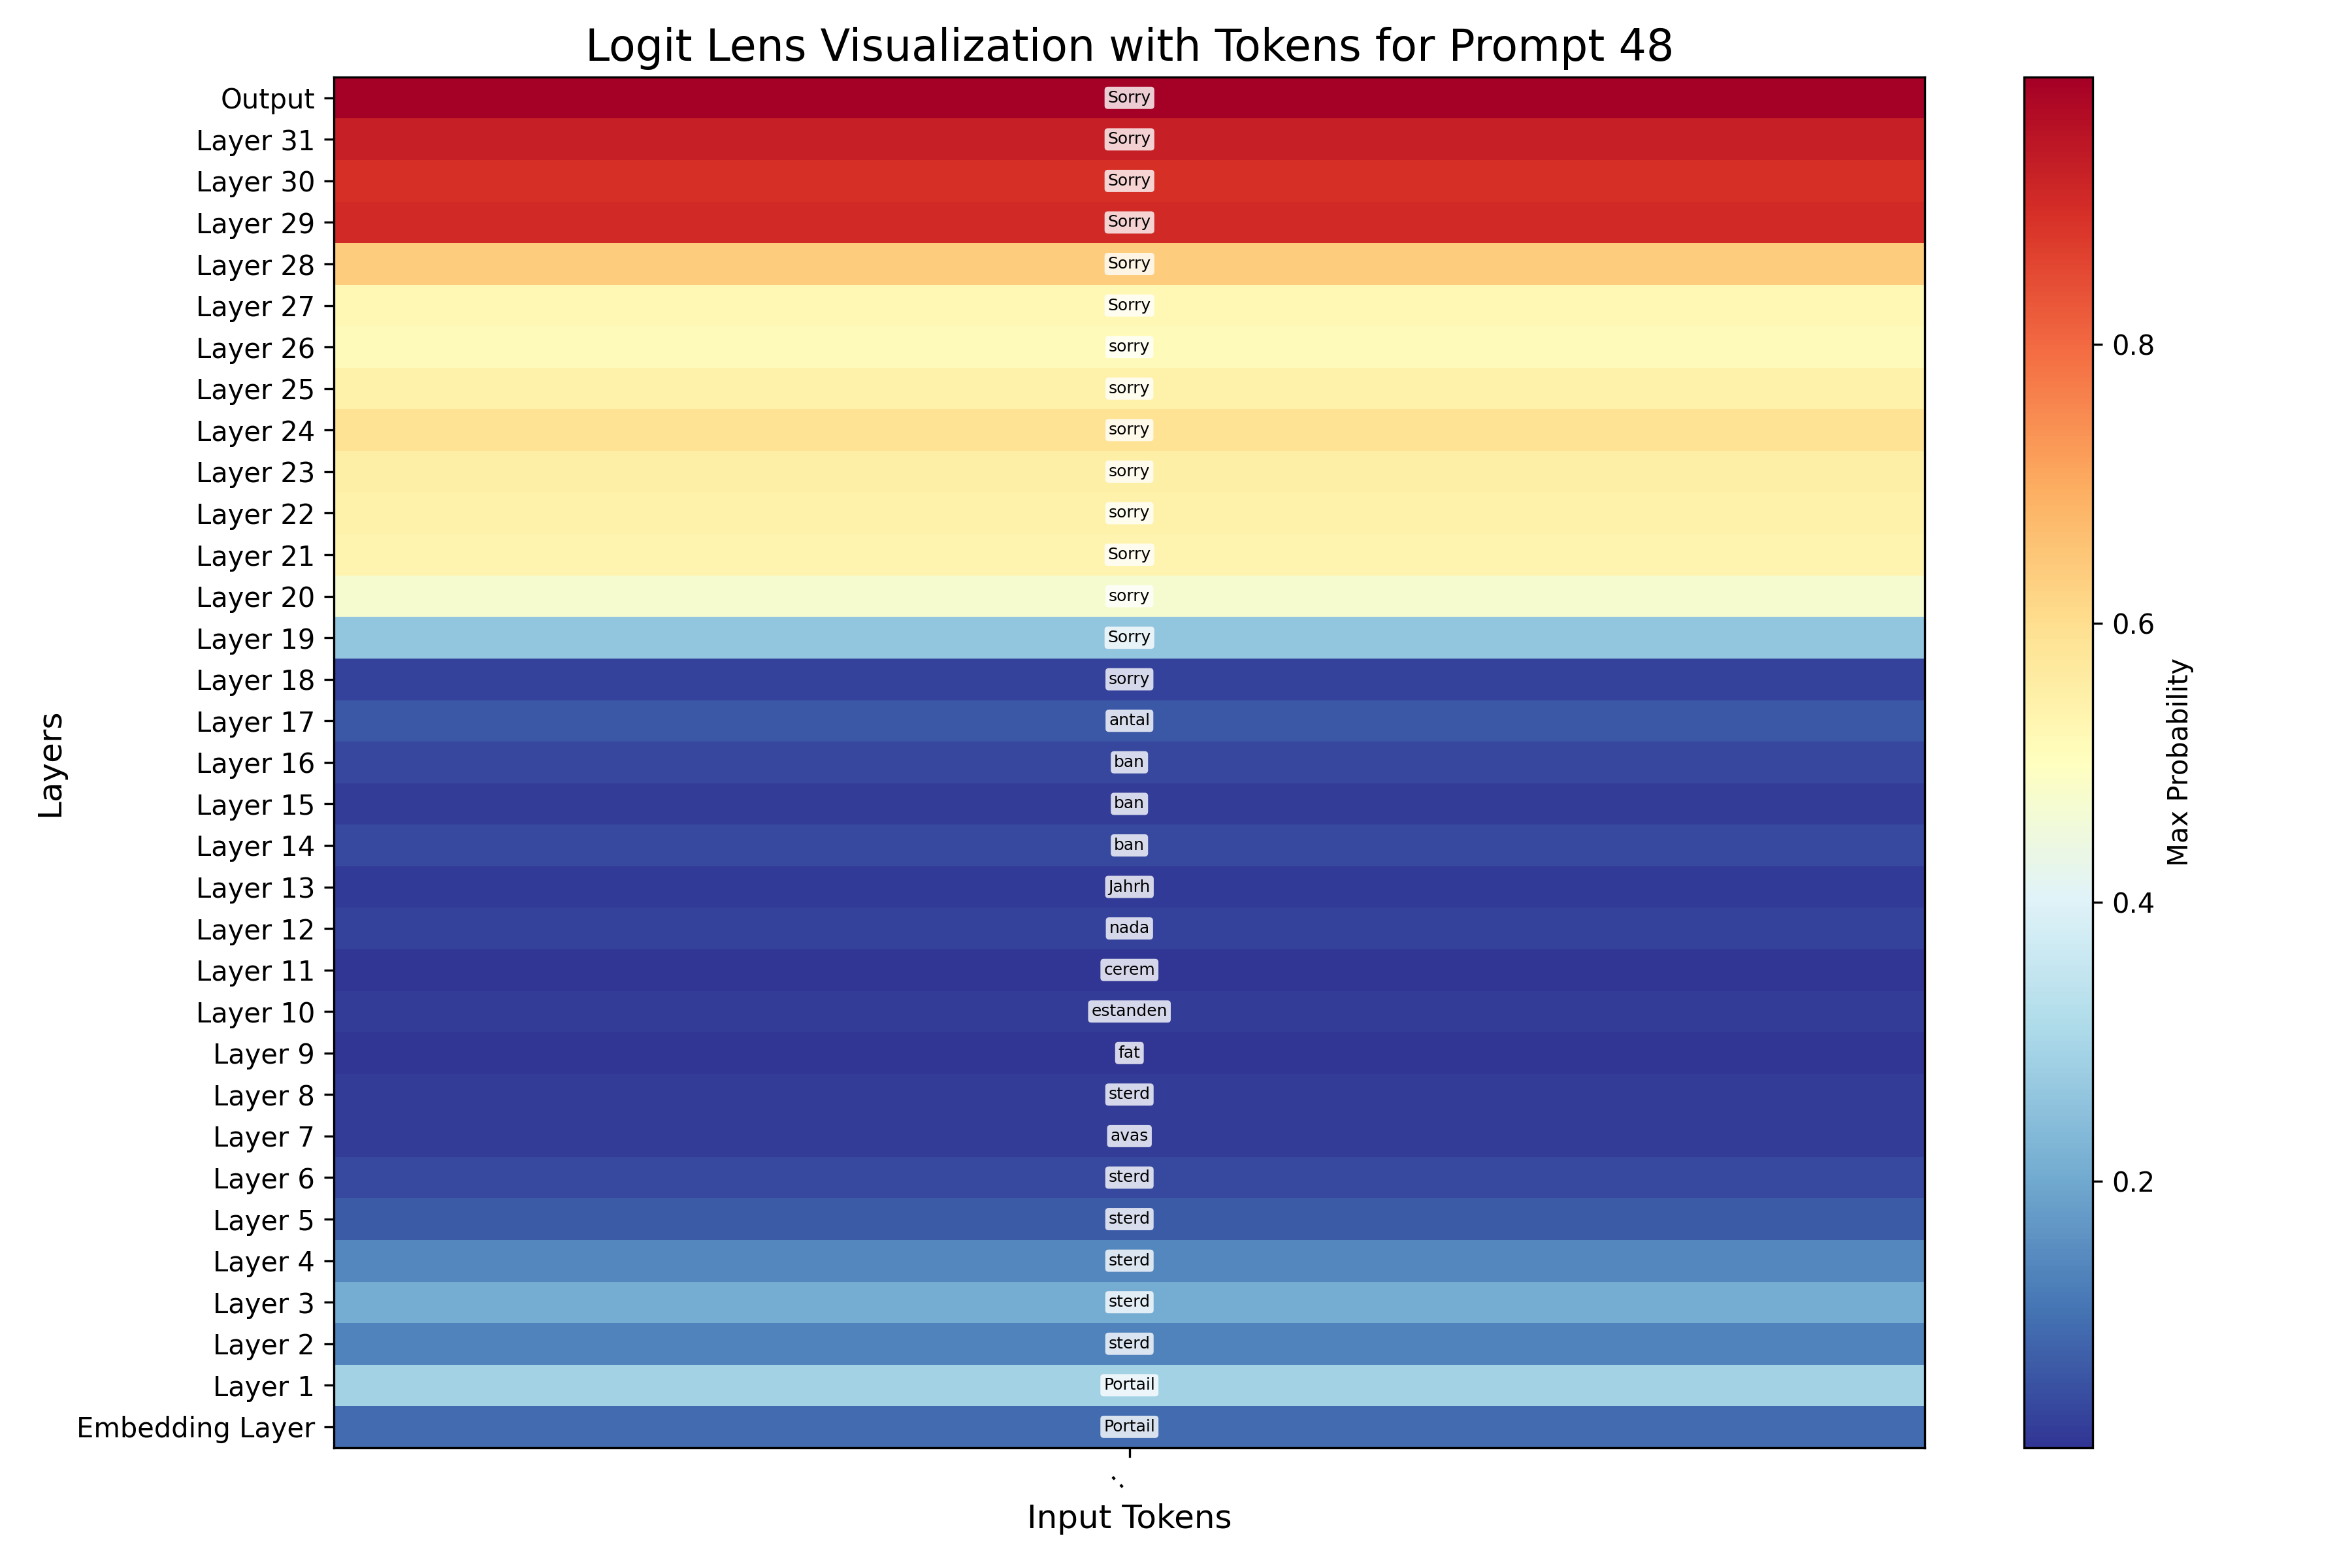 Logit Lens Visualization with Tokens for Prompt 48
Output Sorry
Layer 31 Sorry
Layer 30 Sorry
Layer 29 Sorry
Layer 28 Sorry
Layer 27 Sorry
Layer 26 sorry
Layer 25 sorry
Layer 24 sorry
Layer 23 sorry
Layer 22 sorry
Layer 21 Sorry
Layer 20 sorry
Layer 19 Sorry
Layer 18 sorry
Layer 17 antal
Layer 16 ban
Layer 15 ban
Layer 14 ban
Layer 13 Jahrh
Layer 12 nada
Layer 11 cerem
Layer 10 estanden
Layer 9 fat
Layer 8 sterd
Layer 7 avas
Layer 6 sterd
Layer 5 sterd
Layer 4 sterd
Layer 3 sterd
Layer 2 sterd
Layer 1 Portail
Embedding Layer Portail
:
Input Tokens
Layers
0.8
0.6
0.4
0.2
Max Probability